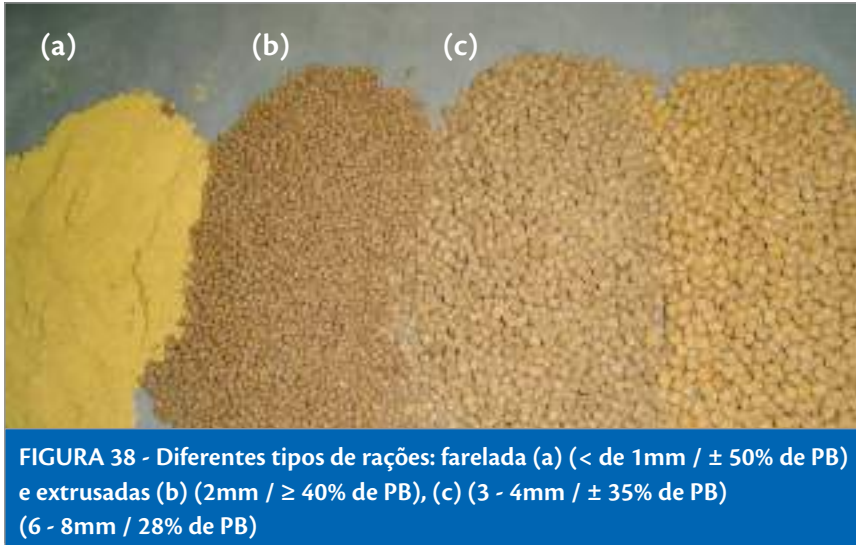 (a) (b) (c)
FIGURA 38 - Diferentes tipos de rações: farelada (a) (< de 1mm / ± 50% de PB)
e extrusadas (b) (2mm / ≥ 40% de PB), (c) (3 - 4mm / ± 35% de PB)
(6 - 8mm / 28% de PB)